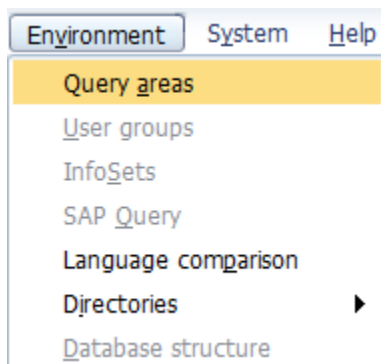 Environment System Help
Query areas
User groups
InfoSets
SAP Query
Language comparison
Directories
Database structure